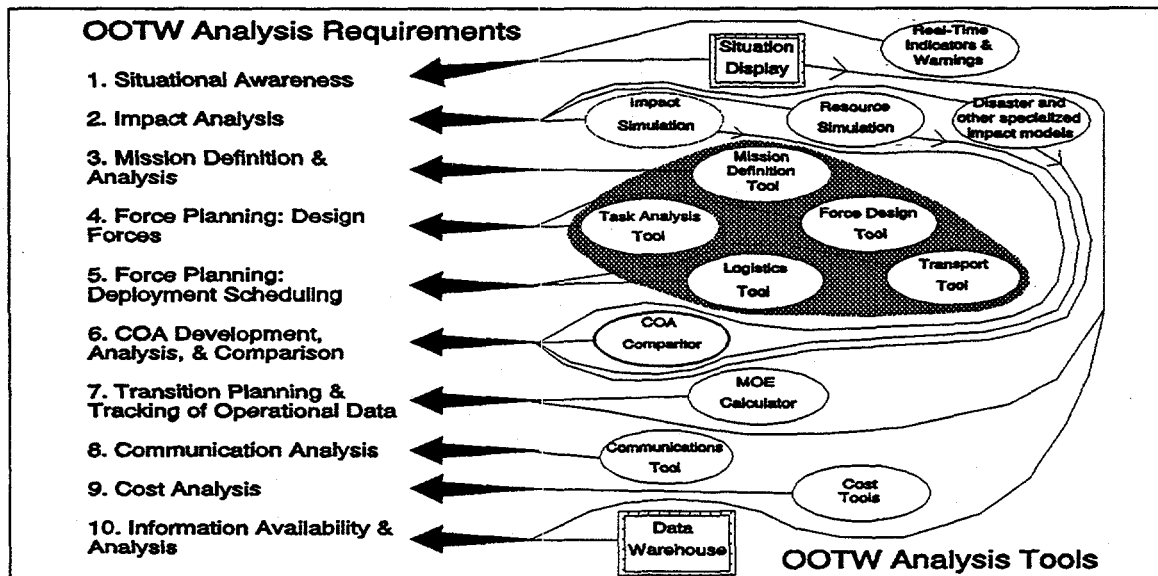 OOTW Analysis Requirements
1. Situational Awareness
2. Impact Analysis
3. Mission Definition &
Analysis
4. Force Planning: Design
Forces
5. Force Planning:
Deployment Scheduling
6. COA Development,
Analysis, & Comparison
7. Transition Planning &
Tracking of Operational Data
8. Communication Analysis
9. Cost Analysis
10. Information Availability &
Analysis
Situation
Display
Real-Time
Indicators &
Warnings
Impact
Simulation
Resource
Simulation
Disaster and
other specialized
impact models
Mission
Definition
Tool
Task Analysis
Tool
Force Design
Tool
Logistics
Tool
Transport
Tool
COA
Comparitor
MOE
Calculator
Communications
Tool
Cost
Tools
Data
Warehouse
OOTW Analysis Tools